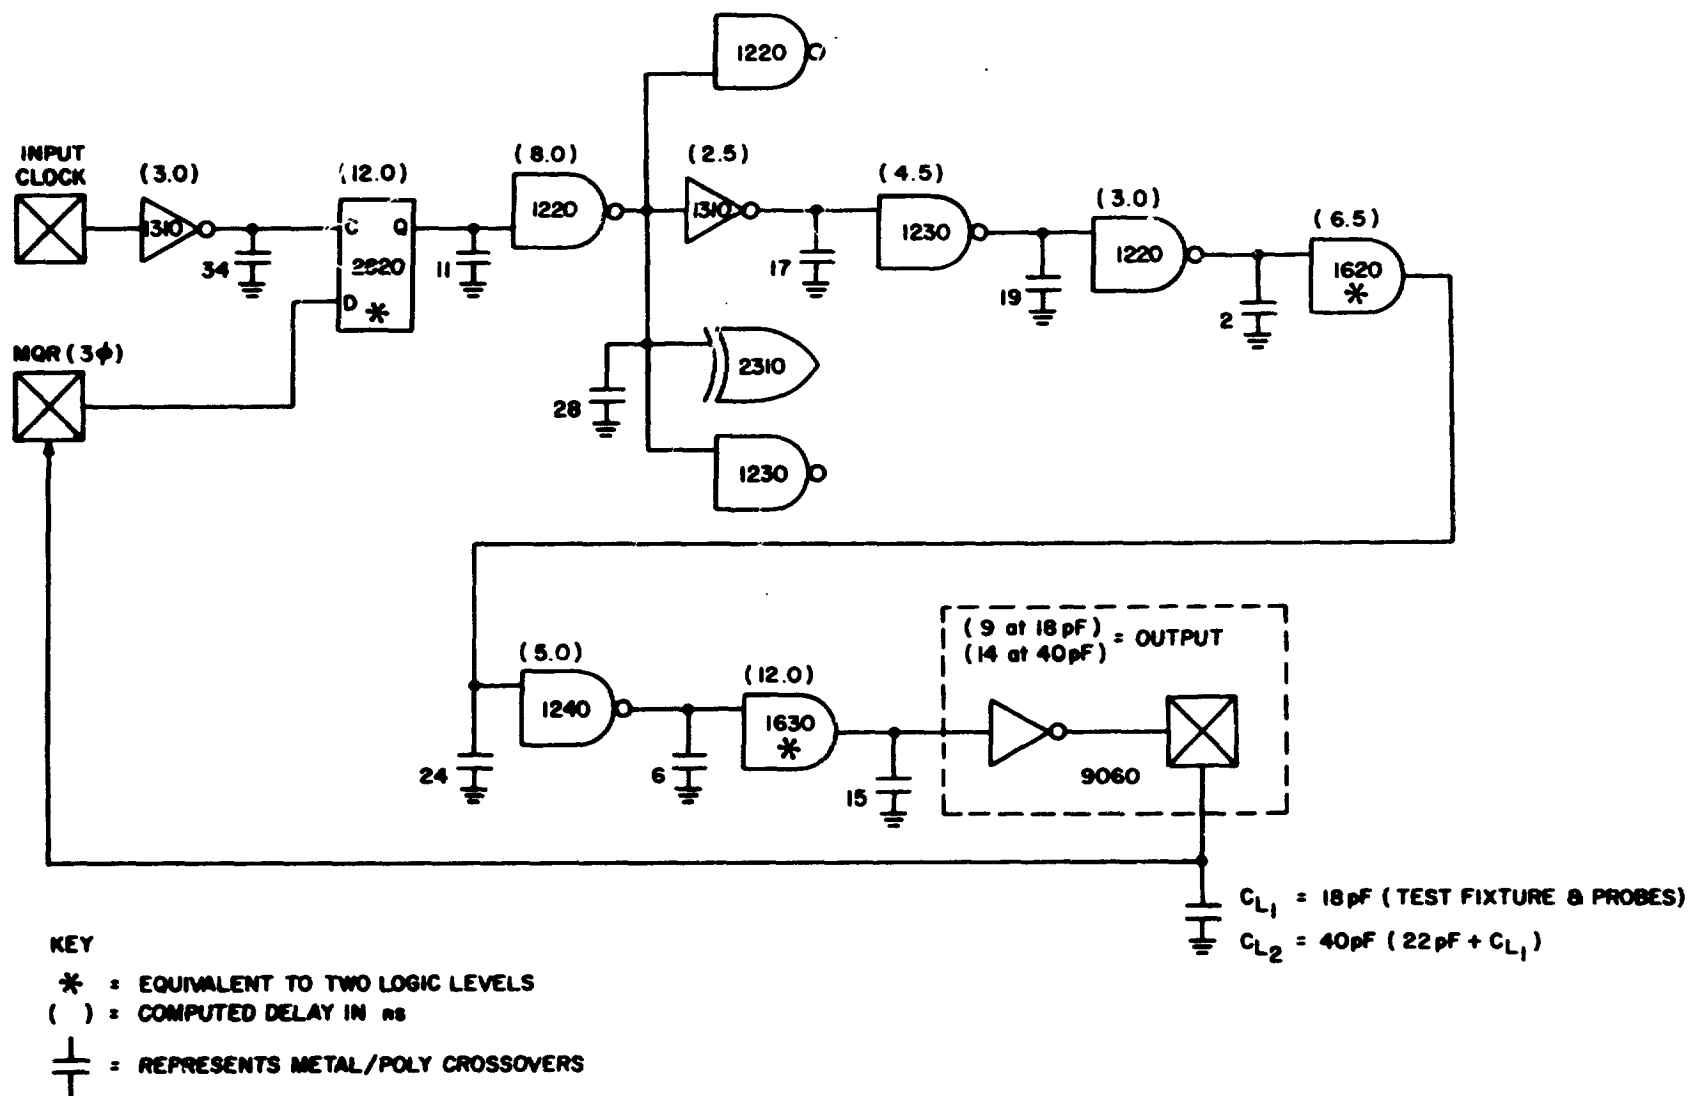 1220
INPUT
CLOCK
(3.0)
(12.0)
(8.0)
(2.5)
(4.5)
(3.0)
(6.5)
1310
C Q
2820
D
*
1220
1310
1230
1220
1620
*
34
11
17
19
2
MQR (3ϕ)
2310
28
1230
(5.0)
(12.0)
(9 at 18 pF)
(14 at 40 pF) = OUTPUT
1240
1630
*
9060
24
6
15
CL1 = 18 pF (TEST FIXTURE & PROBES)
CL2 = 40 pF (22 pF + CL1)
KEY
* = EQUIVALENT TO TWO LOGIC LEVELS
( ) = COMPUTED DELAY IN ns
= REPRESENTS METAL/POLY CROSSOVERS